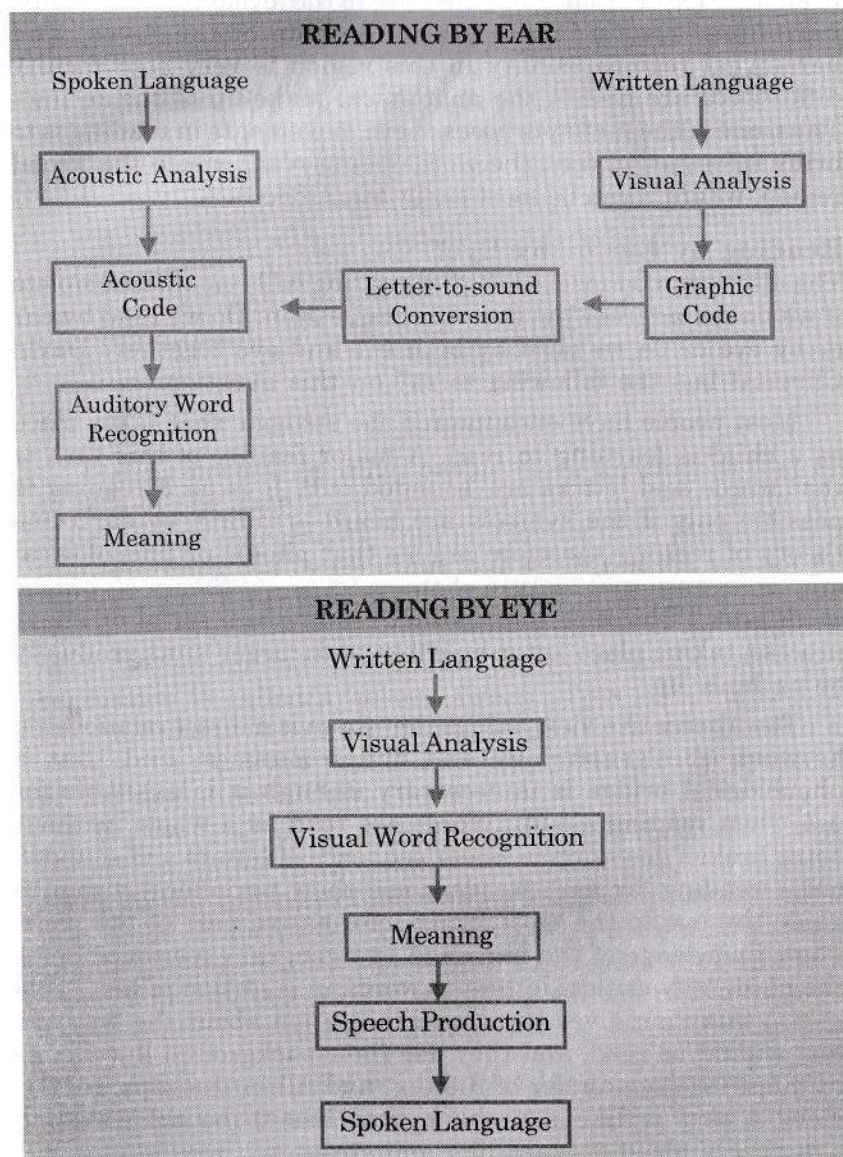 READING BY EAR
Spoken Language
Written Language
Acoustic Analysis
Visual Analysis
Acoustic
Code
Letter-to-sound
Conversion
Graphic
Code
Auditory Word
Recognition
Meaning
READING BY EYE
Written Language
Visual Analysis
Visual Word Recognition
Meaning
Speech Production
Spoken Language